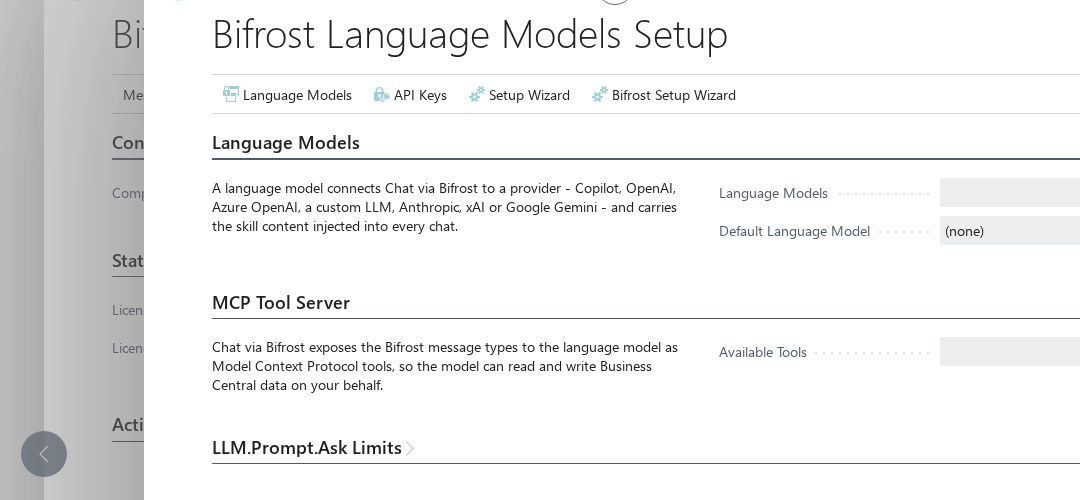 Bifrost Language Models Setup
Language Models
API Keys
Setup Wizard
Bifrost Setup Wizard
Language Models
A language model connects Chat via Bifrost to a provider - Copilot, OpenAI,
Azure OpenAI, a custom LLM, Anthropic, xAI or Google Gemini - and carries
the skill content injected into every chat.
Language Models
Default Language Model
(none)
MCP Tool Server
Chat via Bifrost exposes the Bifrost message types to the language model as
Model Context Protocol tools, so the model can read and write Business
Central data on your behalf.
Available Tools
LLM.Prompt.Ask Limits